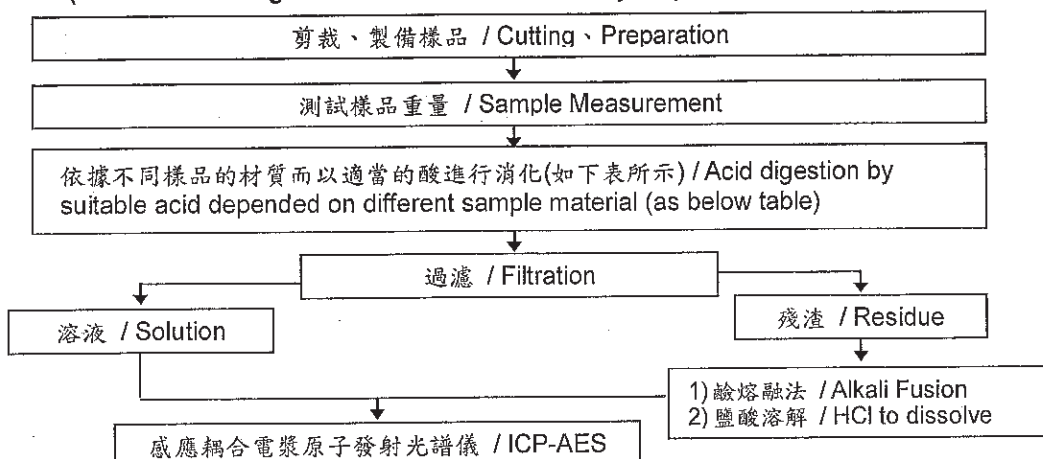 剪裁、製備樣品 / Cutting、Preparation
測試樣品重量 / Sample Measurement
依據不同樣品的材質而以適當的酸進行消化(如下表所示) / Acid digestion by
suitable acid depended on different sample material (as below table)
過濾 / Filtration
溶液 / Solution
殘渣 / Residue
1) 鹼熔融法 / Alkali Fusion
2) 鹽酸溶解 / HCl to dissolve
感應耦合電漿原子發射光譜儀 / ICP-AES